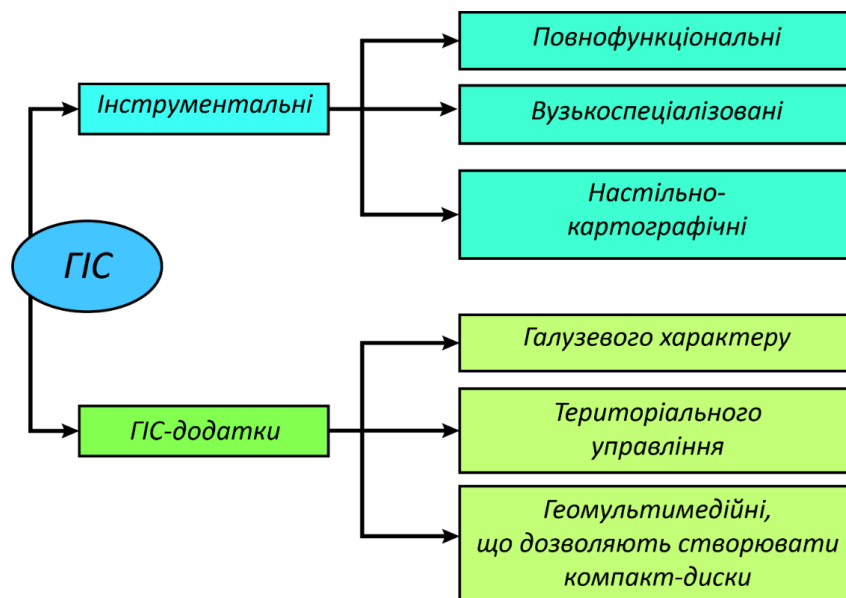 ГІС
Інструментальні
Повнофункціональні
Вузькоспеціалізовані
Настільно-
картографічні
ГІС-додатки
Галузевого характеру
Територіального
управління
Геомультимедійні,
що дозволяють створювати
компакт-диски